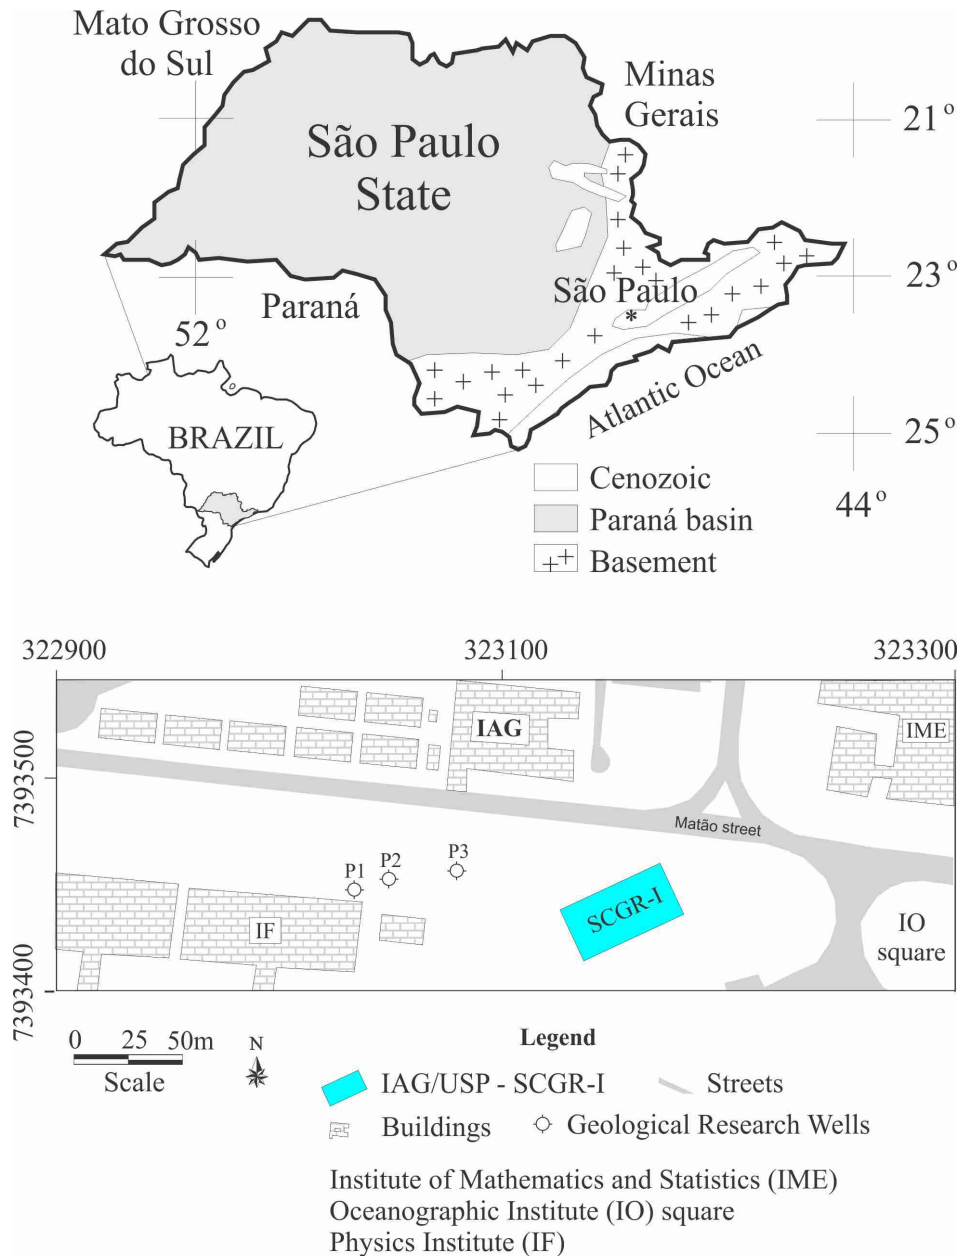 Mato Grosso
do Sul
Minas
Gerais
21°
São Paulo
State
São Paulo
*
23°
Paraná
52°
Atlantic Ocean
BRAZIL
25°
44°
Cenozoic
Paraná basin
Basement
322900
323100
323300
7393500
7393400
IAG
IME
Matão street
P1
P2
P3
SCGR-I
IF
IO
square
0 25 50m
Scale
N
Legend
IAG/USP - SCGR-I
Streets
Buildings
Geological Research Wells
Institute of Mathematics and Statistics (IME)
Oceanographic Institute (IO) square
Physics Institute (IF)